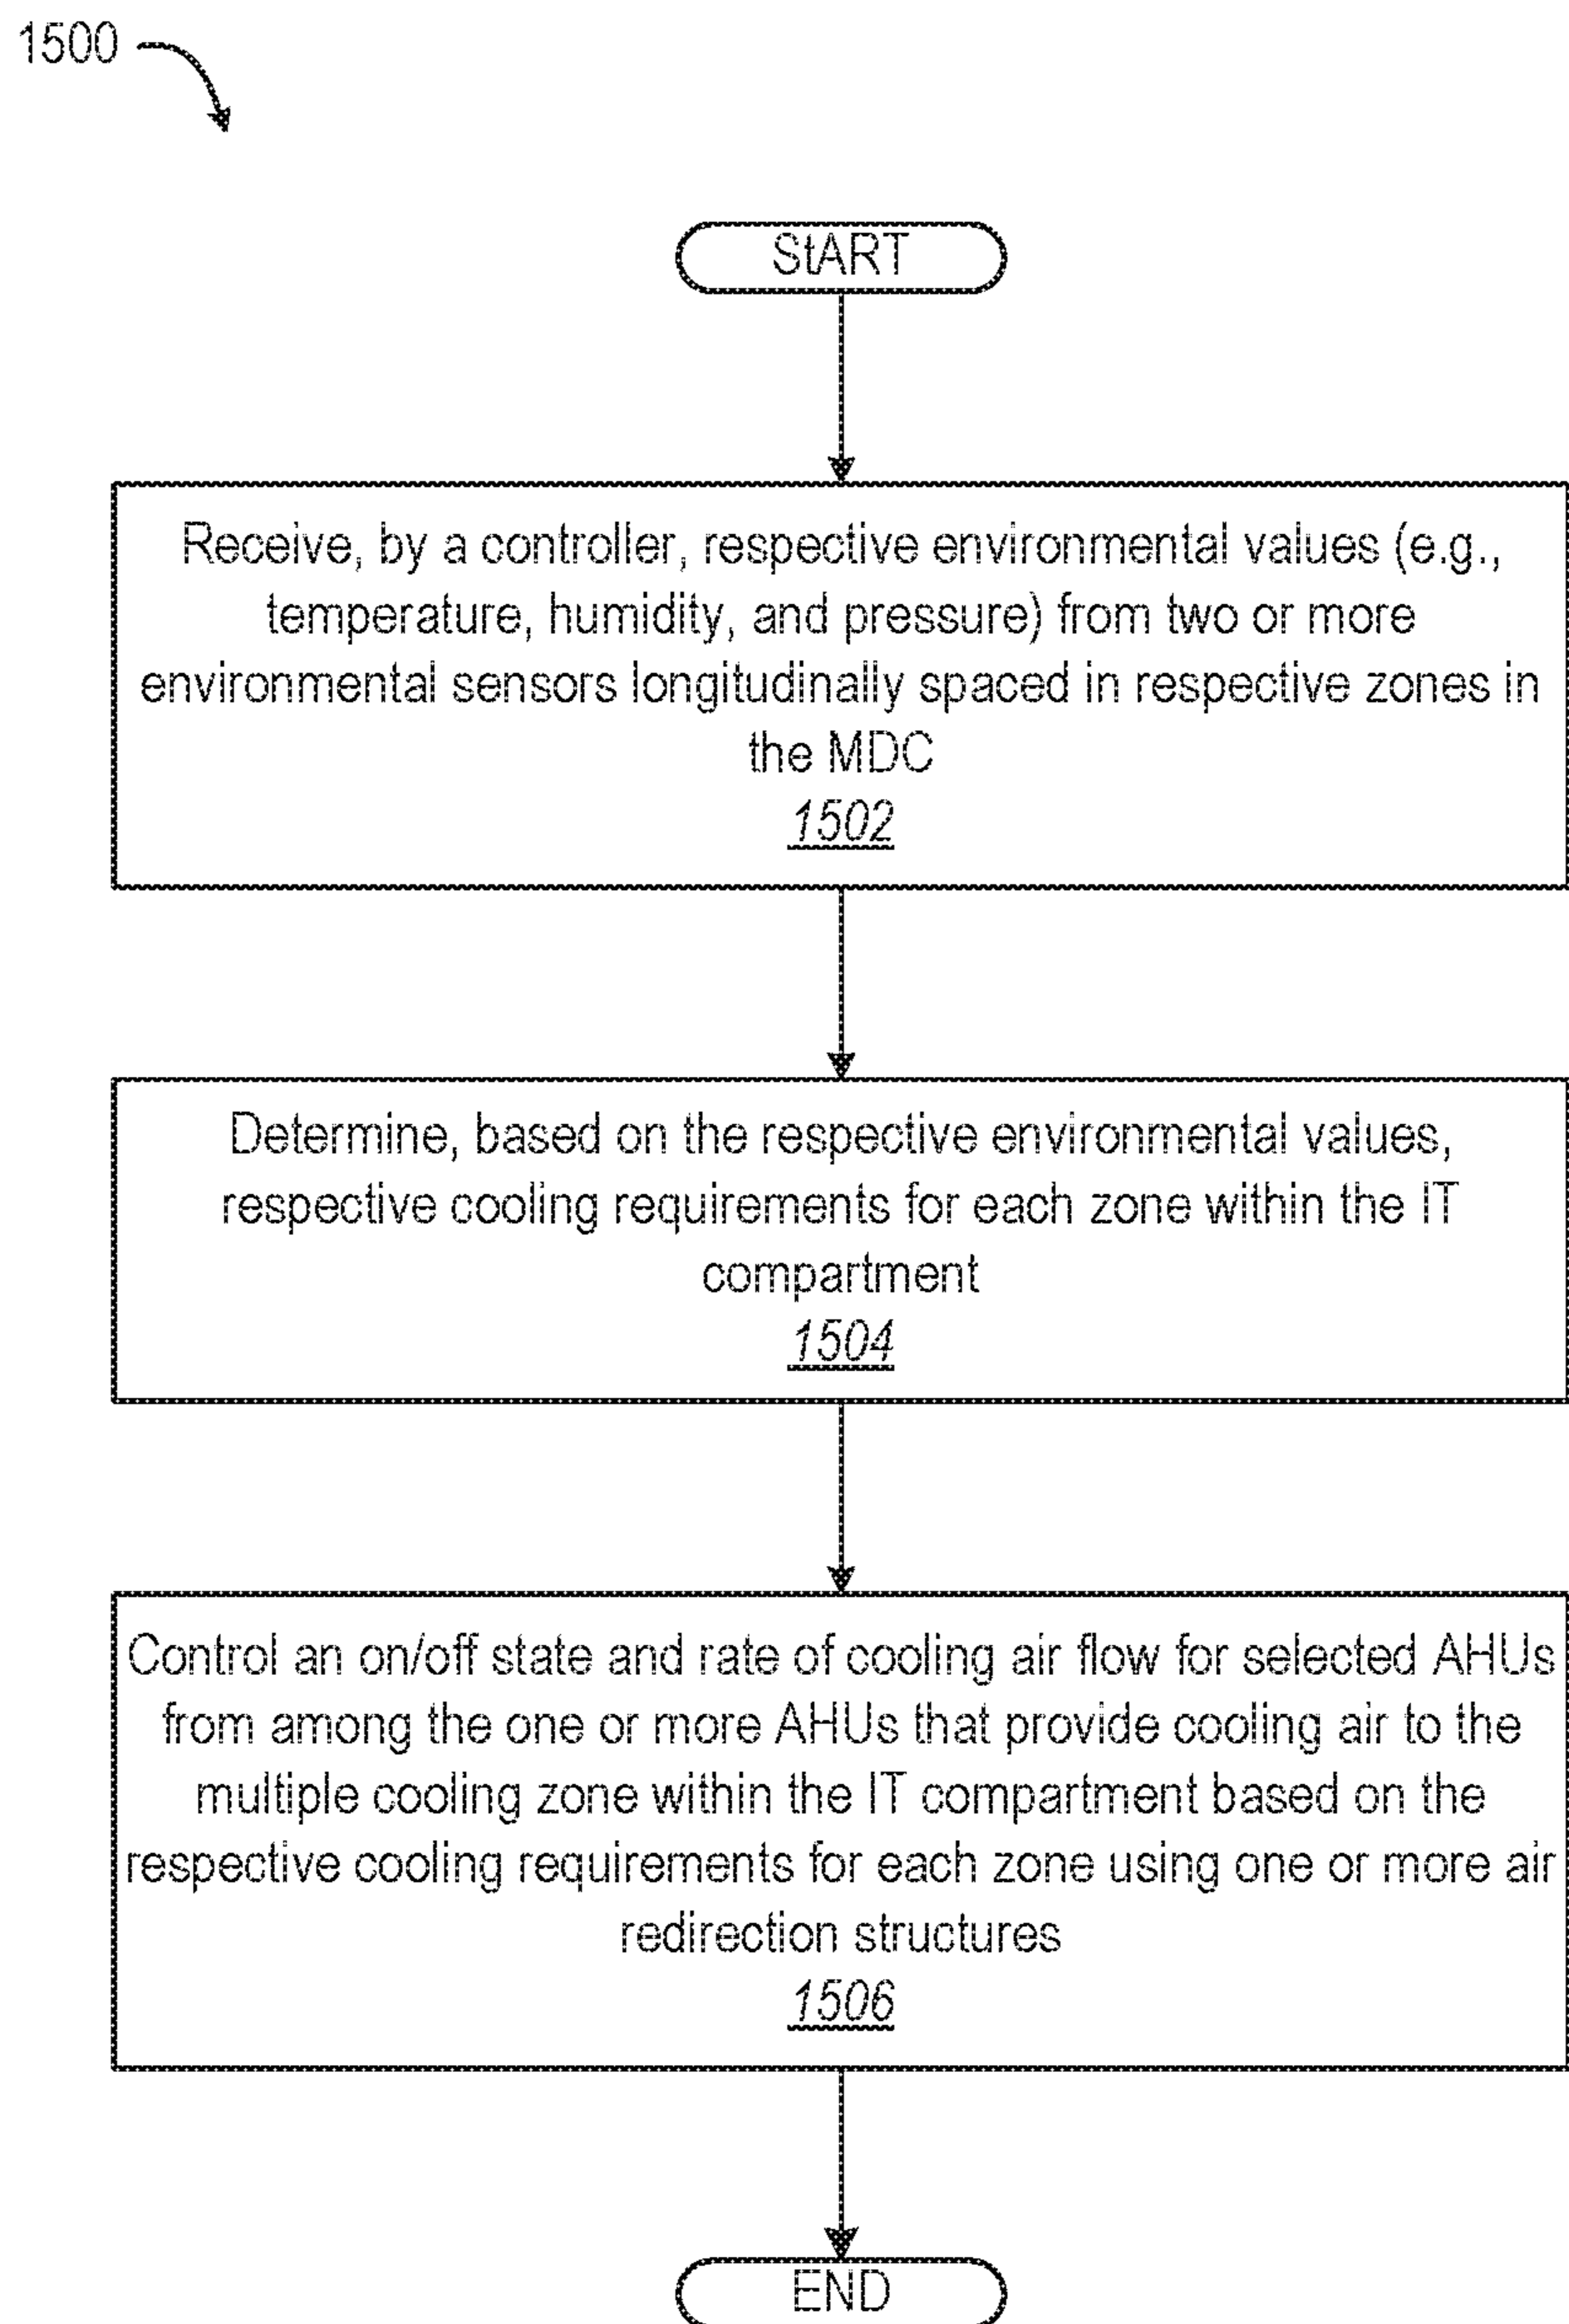 1500
StART
Receive, by a controller, respective environmental values (e.g.,
temperature, humidity, and pressure) from two or more
environmental sensors longitudinally spaced in respective zones in
the MDC
1502
Determine, based on the respective environmental values,
respective cooling requirements for each zone within the IT
compartment
1504
Control an on/off state and rate of cooling air flow for selected AHUs
from among the one or more AHUs that provide cooling air to the
multiple cooling zone within the IT compartment based on the
respective cooling requirements for each zone using one or more air
redirection structures
1506
END